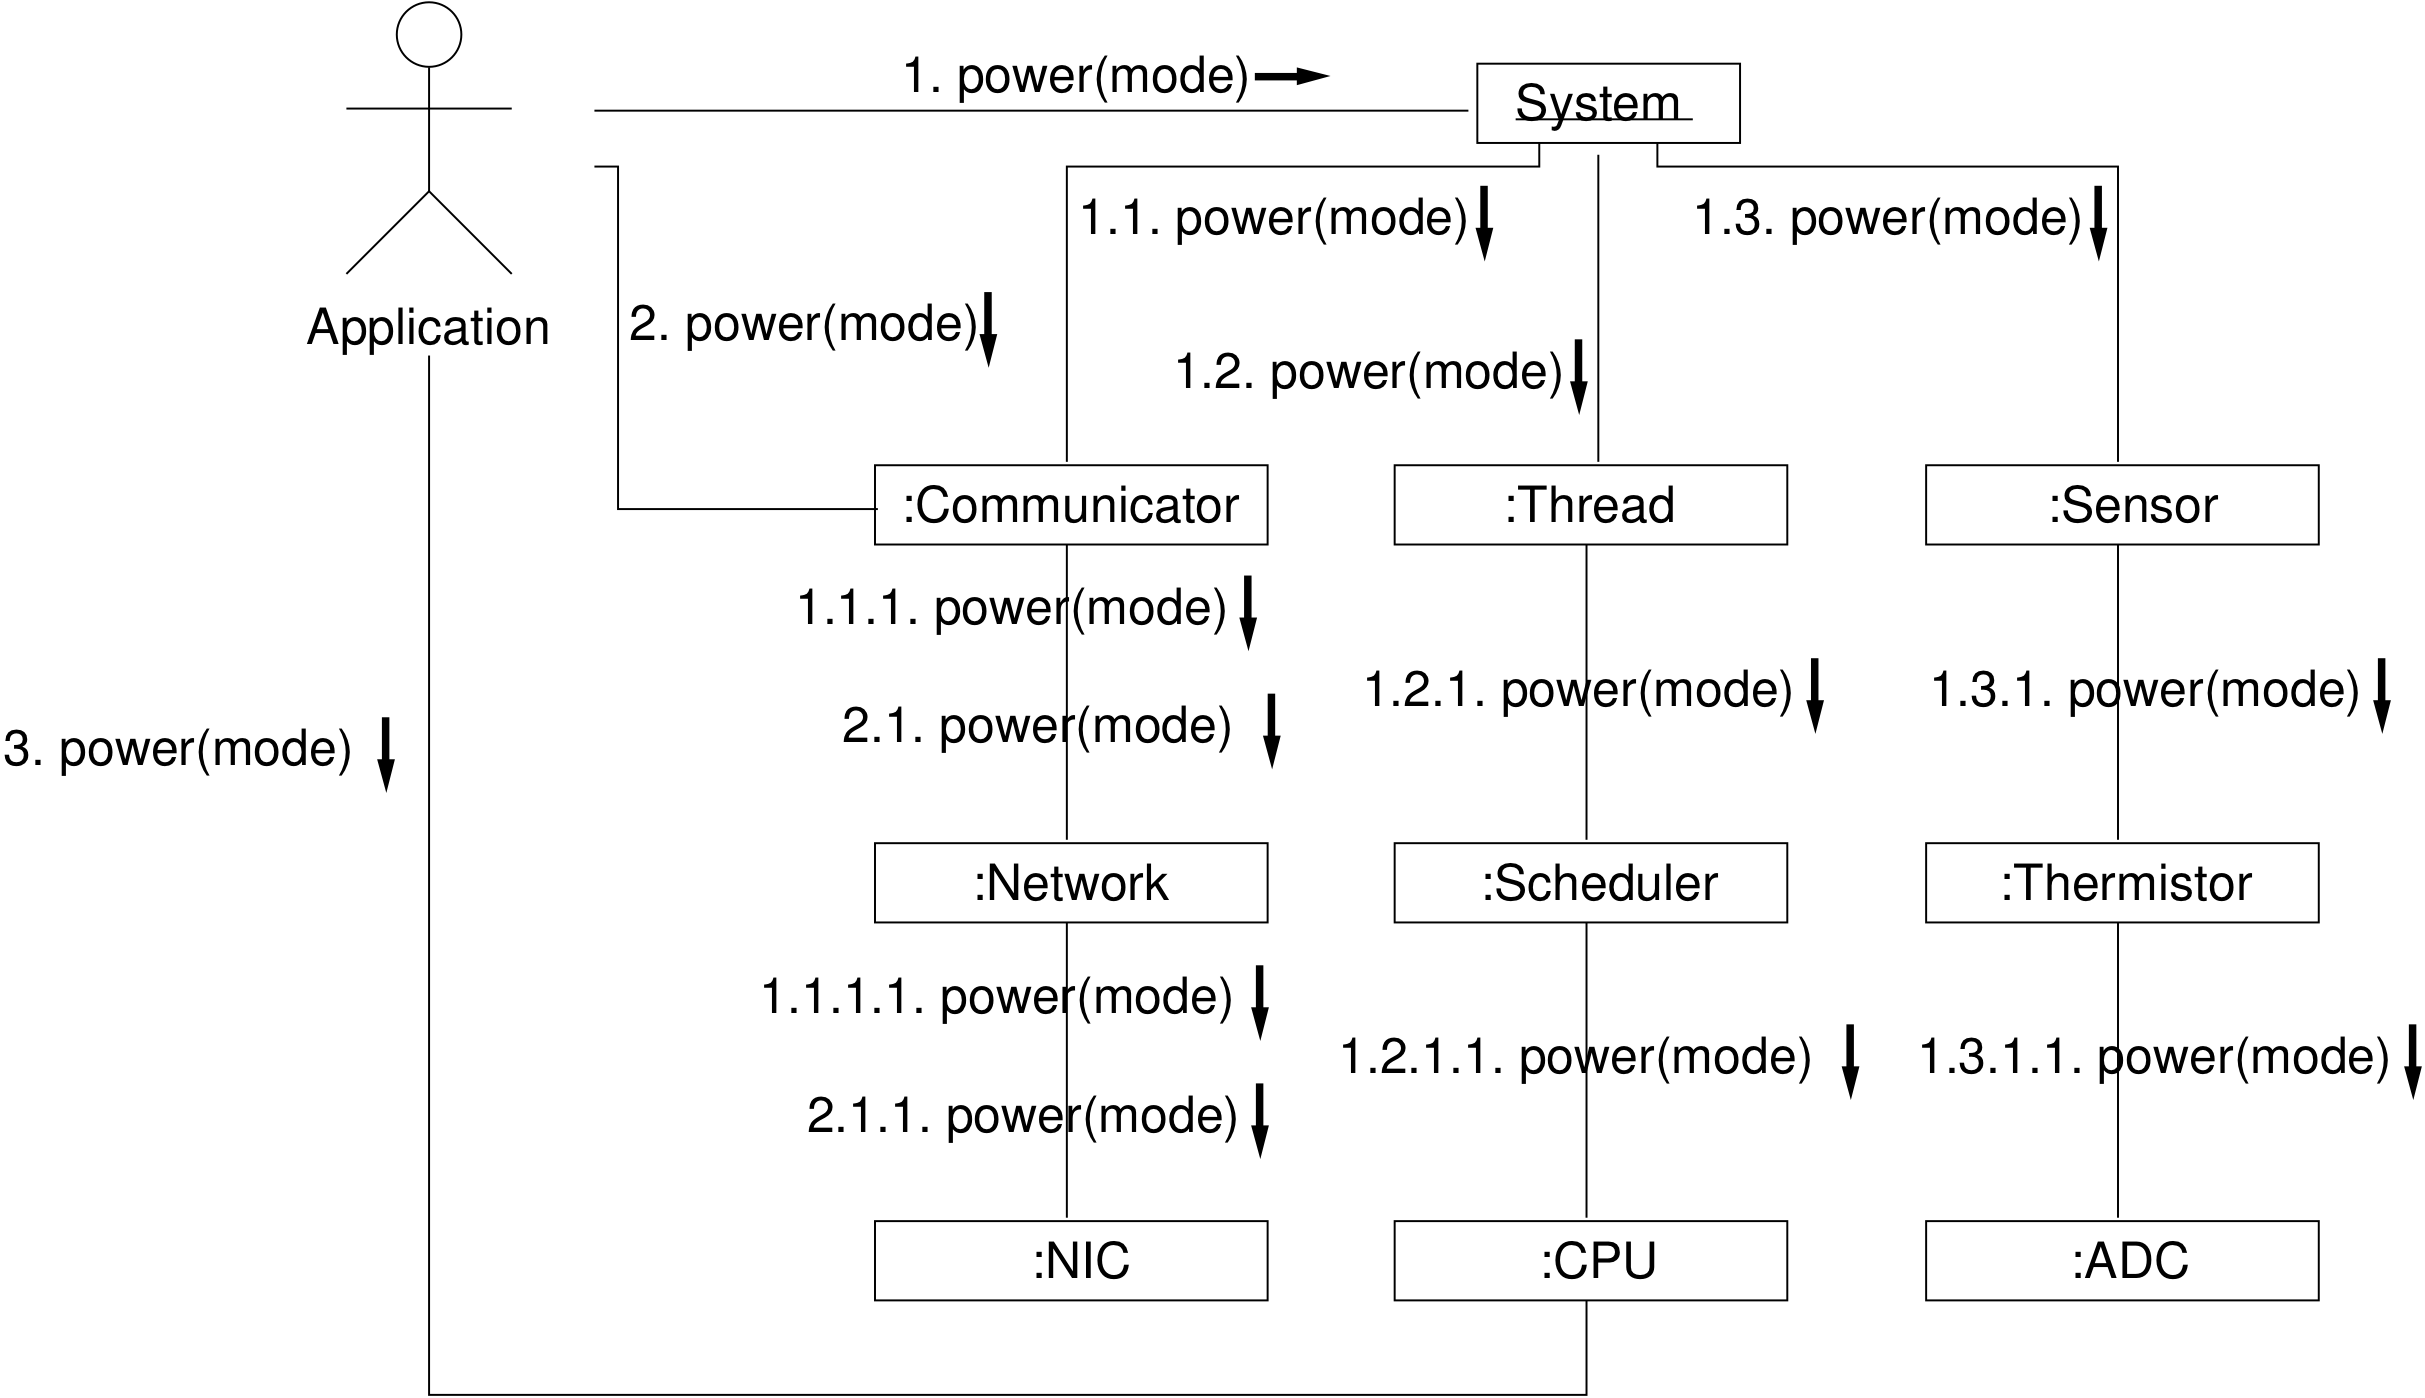 1. power(mode)
System
1.1. power(mode)
1.3. power(mode)
Application
2. power(mode)
1.2. power(mode)
:Communicator
:Thread
:Sensor
1.1.1. power(mode)
1.2.1. power(mode)
1.3.1. power(mode)
2.1. power(mode)
3. power(mode)
:Network
:Scheduler
:Thermistor
1.1.1.1. power(mode)
1.2.1.1. power(mode)
1.3.1.1. power(mode)
2.1.1. power(mode)
:NIC
:CPU
:ADC